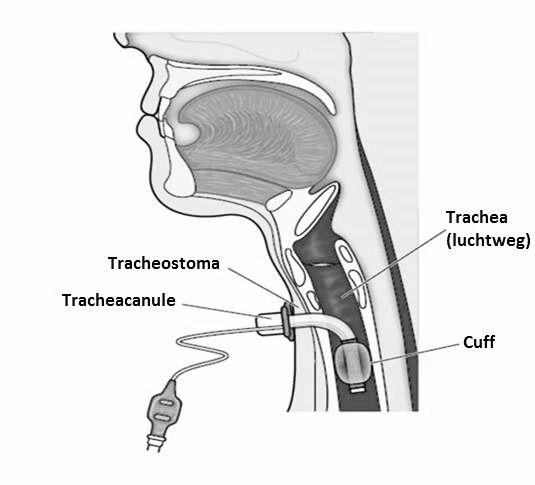 Trachea
(luchtweg)
Tracheostoma
Tracheacanule
Cuff